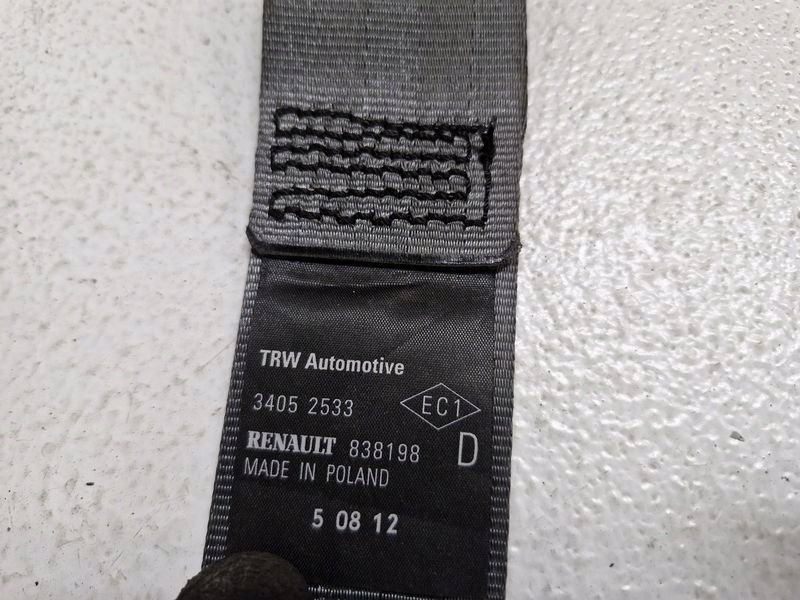 TRW Automotive
3405 2533 EC1
RENAULT 838198 D
MADE IN POLAND
5 08 12